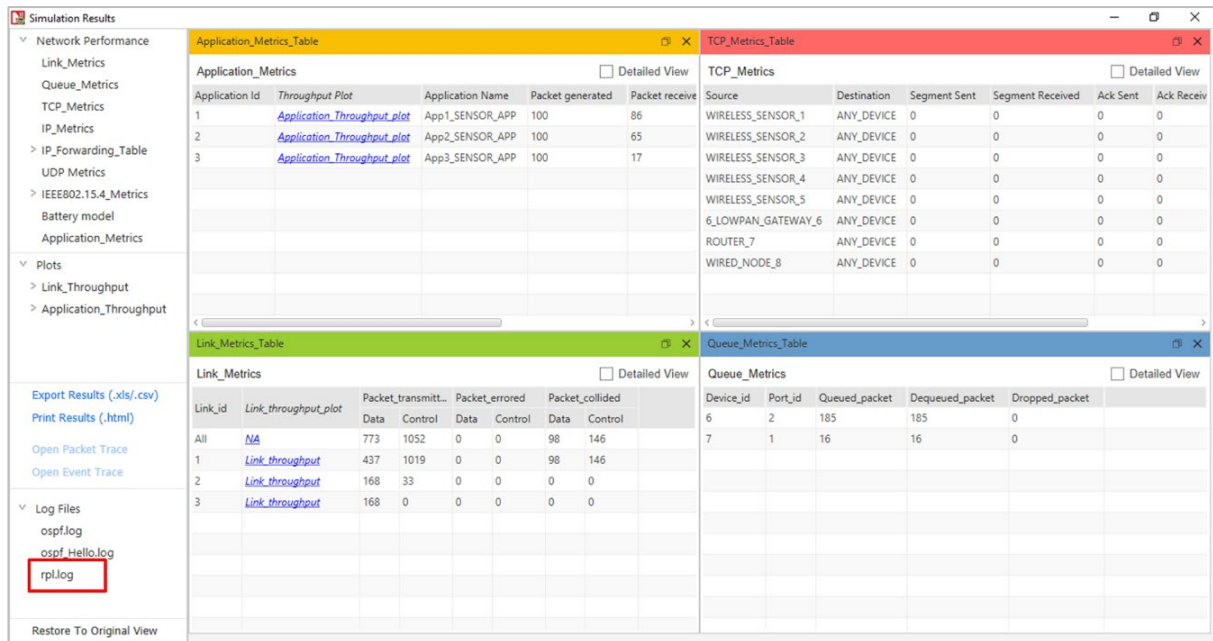 Simulation Results
Network Performance
Link_Metrics
Queue_Metrics
TCP_Metrics
IP_Metrics
IP_Forwarding_Table
UDP Metrics
IEEE802.15.4_Metrics
Battery model
Application_Metrics
Plots
Link_Throughput
Application_Throughput
Export Results (.xls/.csv)
Print Results (.html)
Open Packet Trace
Open Event Trace
Log Files
ospf.log
ospf_Hello.log
rpl.log
Restore To Original View
Application_Metrics_Table
Application_Metrics Detailed View
Application Id Throughput Plot Application Name Packet generated Packet receive
1 Application_Throughput_plot App1_SENSOR_APP 100 86
2 Application_Throughput_plot App2_SENSOR_APP 100 65
3 Application_Throughput_plot App3_SENSOR_APP 100 17
TCP_Metrics_Table
TCP_Metrics Detailed View
Source Destination Segment Sent Segment Received Ack Sent Ack Receiv
WIRELESS_SENSOR_1 ANY_DEVICE 0 0 0 0
WIRELESS_SENSOR_2 ANY_DEVICE 0 0 0 0
WIRELESS_SENSOR_3 ANY_DEVICE 0 0 0 0
WIRELESS_SENSOR_4 ANY_DEVICE 0 0 0 0
WIRELESS_SENSOR_5 ANY_DEVICE 0 0 0 0
6_LOWPAN_GATEWAY_6 ANY_DEVICE 0 0 0 0
ROUTER_7 ANY_DEVICE 0 0 0 0
WIRED_NODE_8 ANY_DEVICE 0 0 0 0
Link_Metrics_Table
Link_Metrics Detailed View
Link_id Link_throughput_plot Packet_transmitt... Packet_errored Packet_collided
Data Control Data Control Data Control
All NA 773 1052 0 0 98 146
1 Link_throughput 437 1019 0 0 98 146
2 Link_throughput 168 33 0 0 0 0
3 Link_throughput 168 0 0 0 0 0
Queue_Metrics_Table
Queue_Metrics Detailed View
Device_id Port_id Queued_packet Dequeued_packet Dropped_packet
6 2 185 185 0
7 1 16 16 0